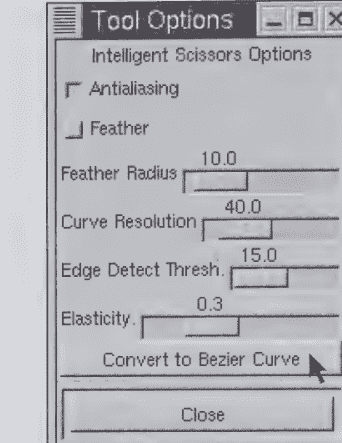 Tool Options
Intelligent Scissors Options
Antialiasing
Feather
10.0
Feather Radius
40.0
Curve Resolution
15.0
Edge Detect Thresh.
0.3
Elasticity.
Convert to Bezier Curve
Close